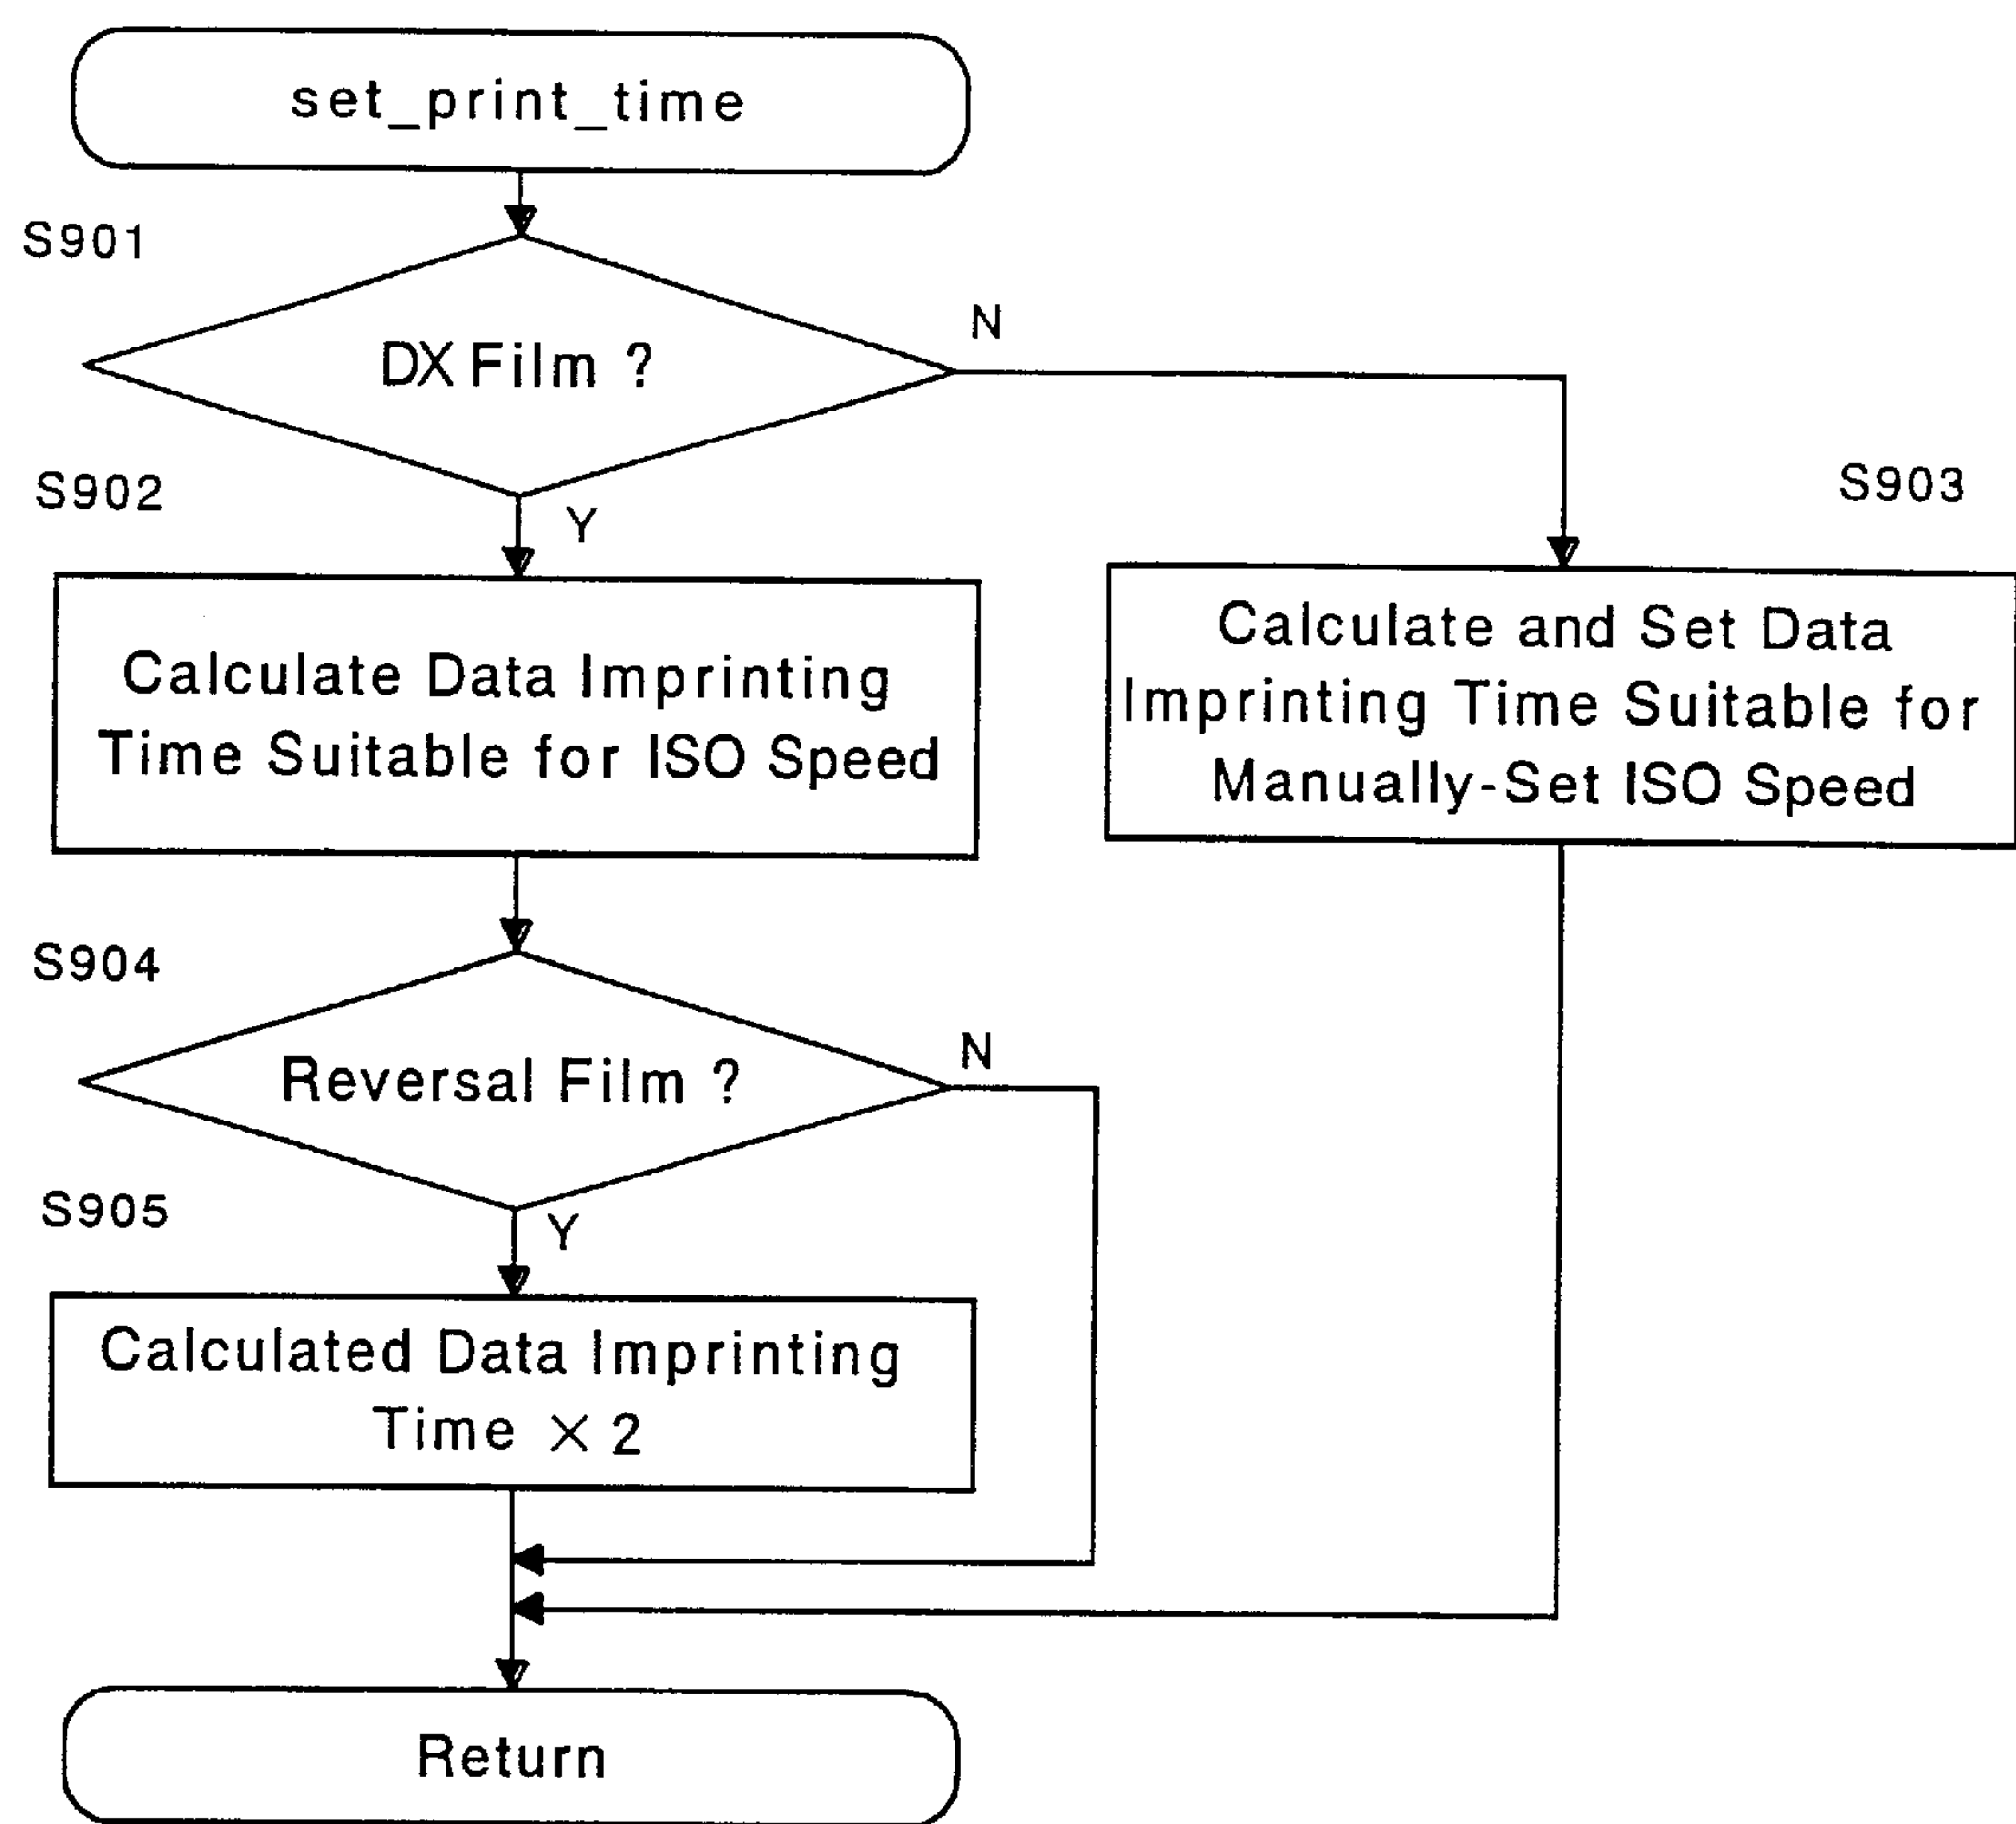 set_print_time
S901
DX Film ?
N
Y
S902
Calculate Data Imprinting
Time Suitable for ISO Speed
S903
Calculate and Set Data
Imprinting Time Suitable for
Manually-Set ISO Speed
S904
Reversal Film ?
N
Y
S905
Calculated Data Imprinting
Time × 2
Return